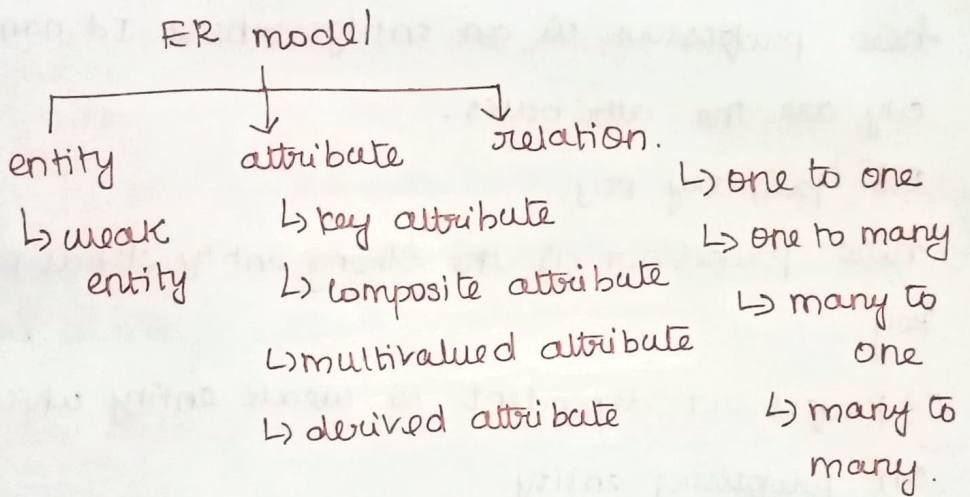 ER model
entity
↳ weak
entity
attribute
↳ key attribute
↳ composite attribute
↳ multivalued attribute
↳ derived attribute
relation.
↳ one to one
↳ one to many
↳ many to
one
↳ many to
many.